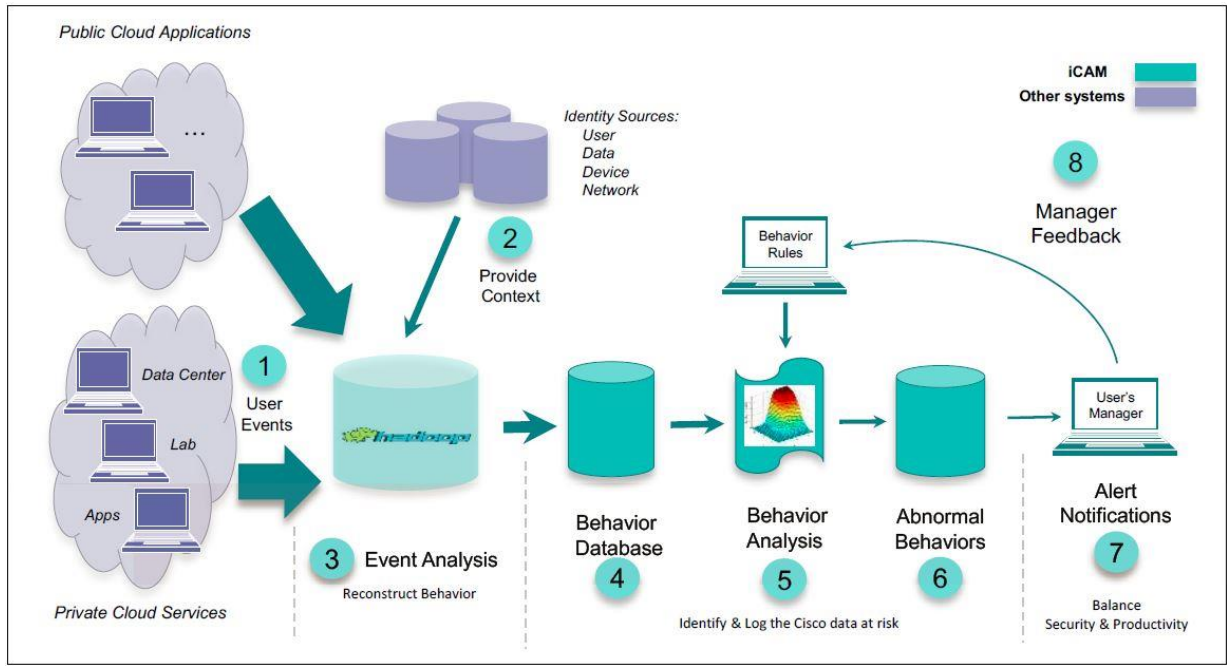 Public Cloud Applications
...
iCAM
Other systems
Identity Sources:
User
Data
Device
Network
8
Manager
Feedback
2
Provide
Context
Behavior
Rules
1
User
Events
Data Center
Lab
Apps
hadoop
User's
Manager
3 Event Analysis
Reconstruct Behavior
Behavior
Database
4
Behavior
Analysis
5
Abnormal
Behaviors
6
Identify & Log the Cisco data at risk
Alert
Notifications
7
Balance
Security & Productivity
Private Cloud Services